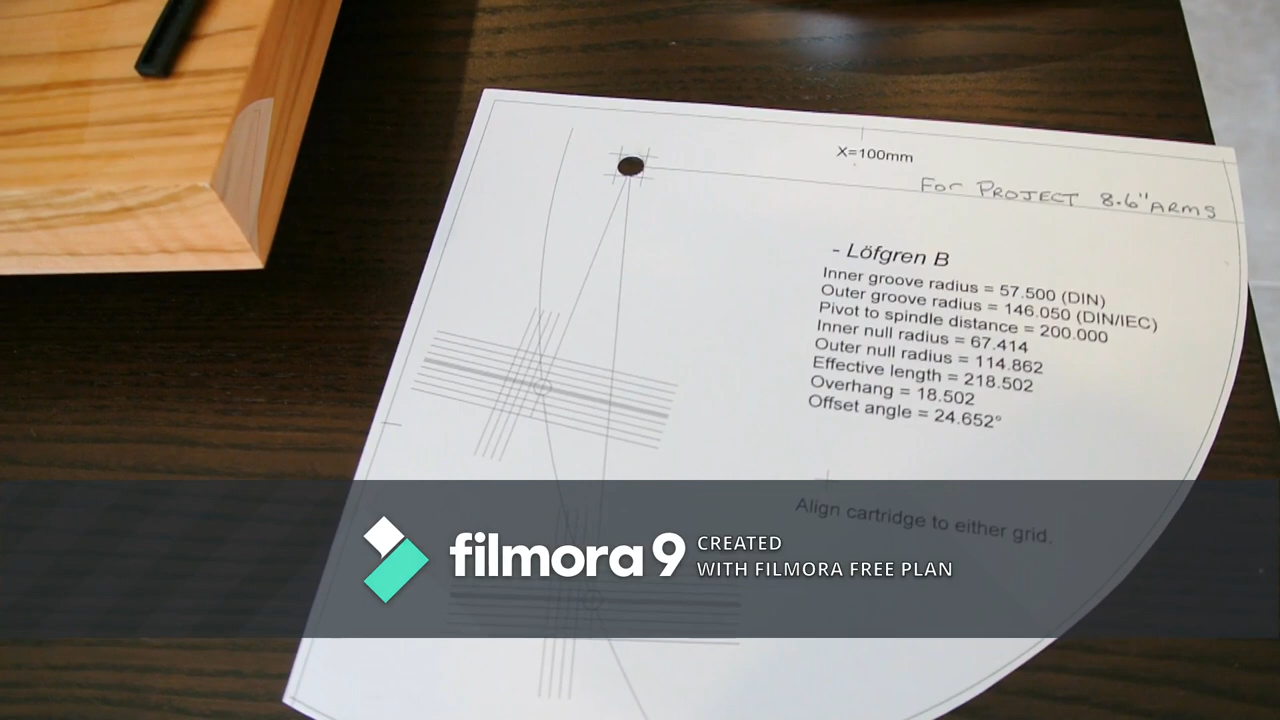 X=100mm
For PROJECT 8.6" ARMS
- Löfgren B
Inner groove radius = 57.500 (DIN)
Outer groove radius = 146.050 (DIN/IEC)
Pivot to spindle distance = 200.000
Inner null radius = 67.414
Outer null radius = 114.862
Effective length = 218.502
Overhang = 18.502
Offset angle = 24.652°
Align cartridge to either grid.
filmora9
CREATED
WITH FILMORA FREE PLAN